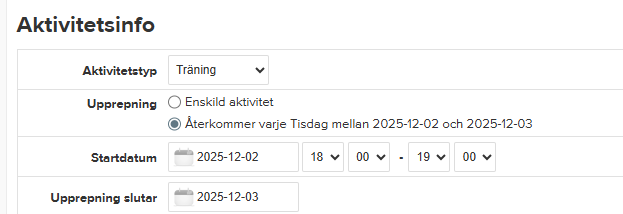 Aktivitetsinfo
Aktivitetstyp Träning
Upprepning Enskild aktivitet
Återkommer varje Tisdag mellan 2025-12-02 och 2025-12-03
Startdatum 2025-12-02 18 00 - 19 00
Upprepning slutar 2025-12-03